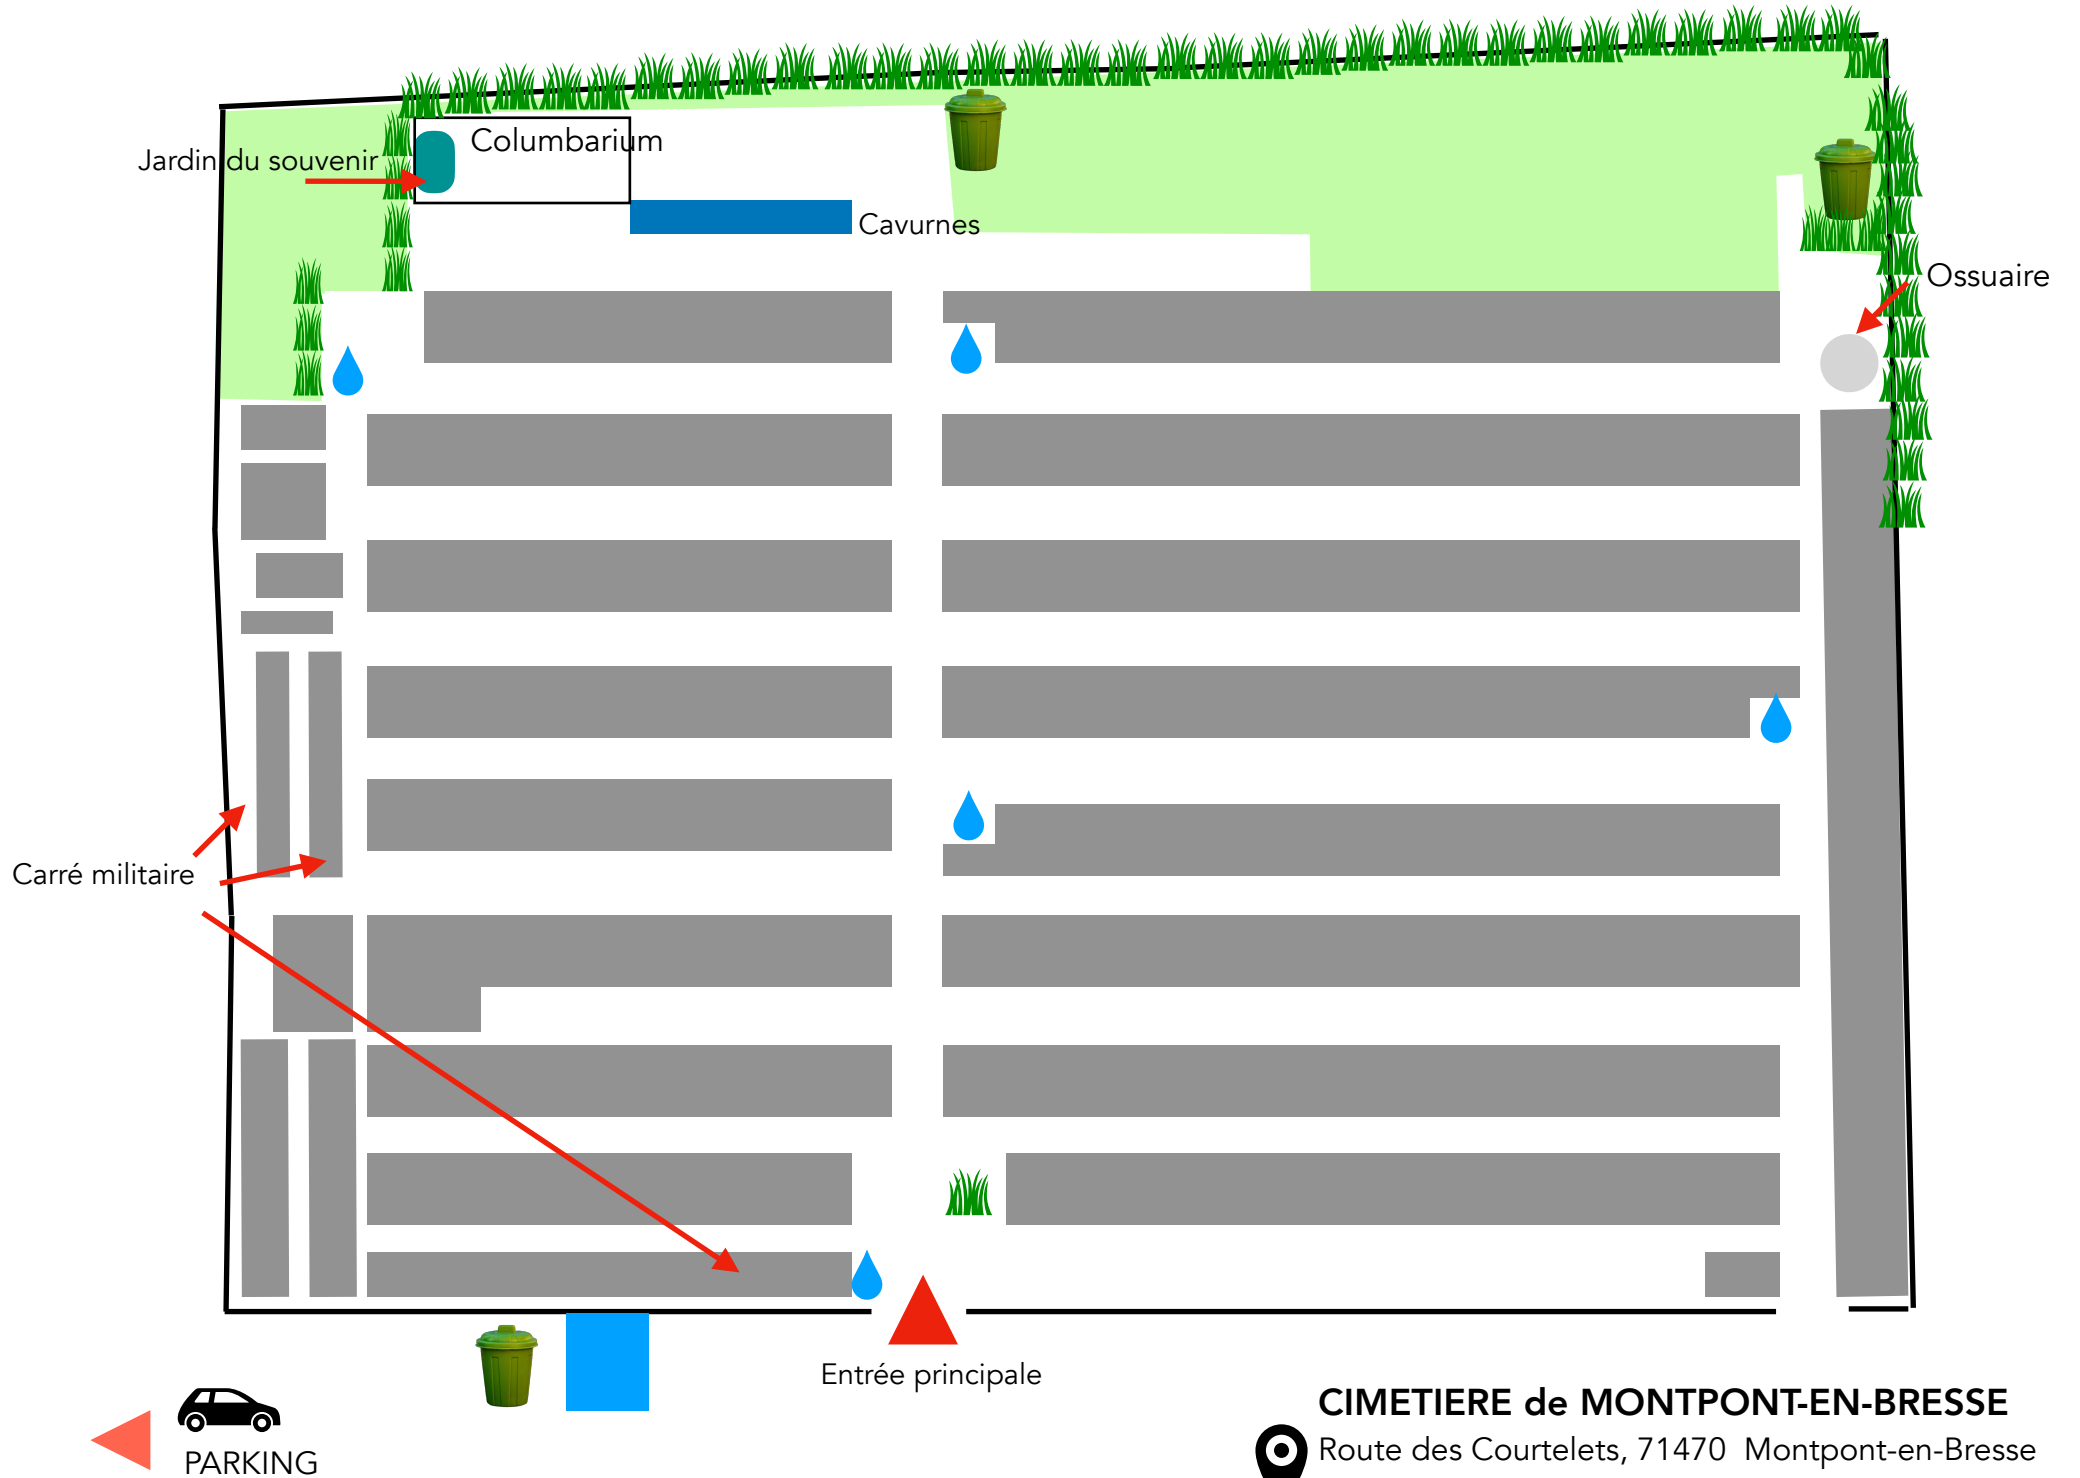 Columbarium
Jardin du souvenir
Cavurnes
Ossuaire
Carré militaire
Entrée principale
CIMETIERE de MONTPONT-EN-BRESSE
Route des Courtelets, 71470  Montpont-en-Bresse
PARKING